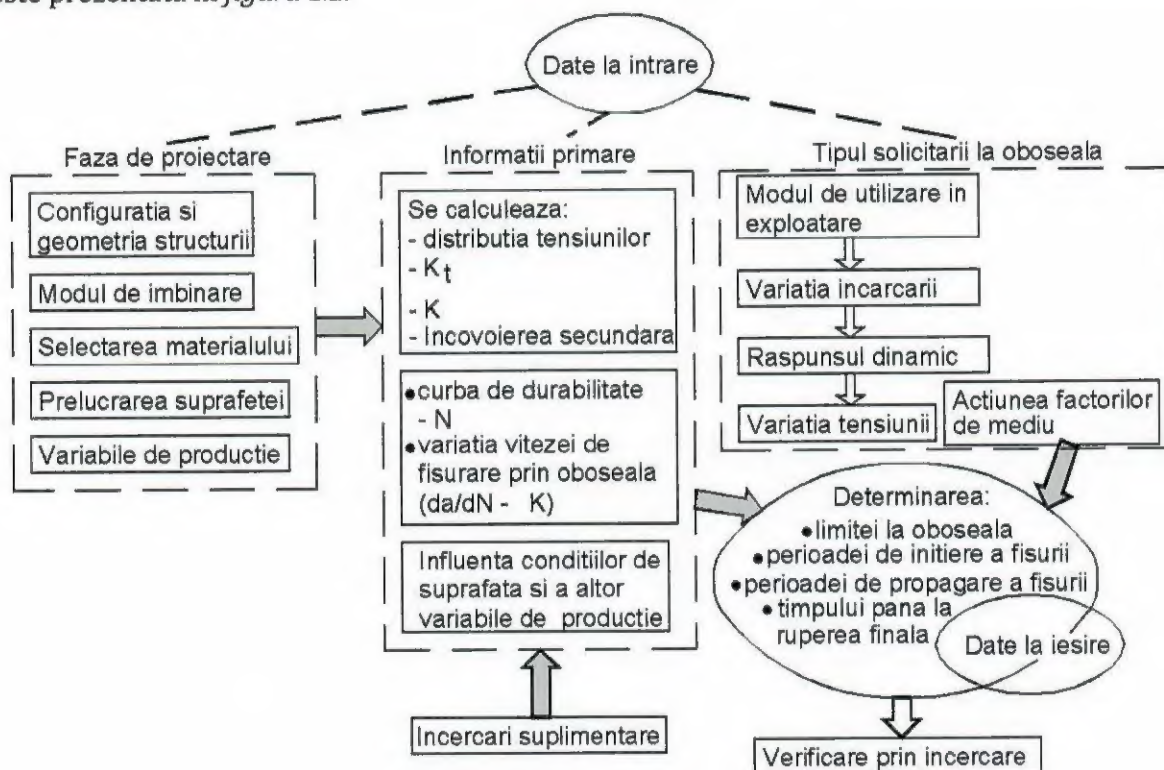 este prezentată în figura
Date la intrare
Faza de proiectare
Informatii primare
Tipul solicitarii la oboseala
Configuratia si
geometria structurii
Modul de imbinare
Selectarea materialului
Prelucrarea suprafetei
Variabile de productie
Se calculeaza:
- distributia tensiunilor
- Kt
- K
- Incovoierea secundara
•curba de durabilitate
- N
•variatia vitezei de
fisurare prin oboseala
(da/dN - K)
Influenta conditiilor de
suprafata si a altor
variabile de productie
Incercari suplimentare
Modul de utilizare in
exploatare
Variatia incarcarii
Raspunsul dinamic
Variatia tensiunii
Actiunea factorilor
de mediu
Determinarea:
•limitei la oboseala
•perioadei de initiere a fisurii
•perioadei de propagare a fisurii
•timpului pana la
ruperea finala
Date la iesire
Verificare prin incercare